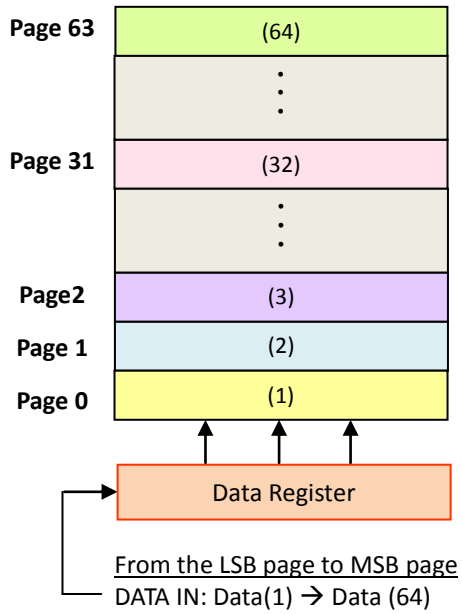 Page 63 (64)
Page 31 (32)
Page2 (3)
Page 1 (2)
Page 0 (1)
Data Register
From the LSB page to MSB page
DATA IN: Data(1) → Data (64)